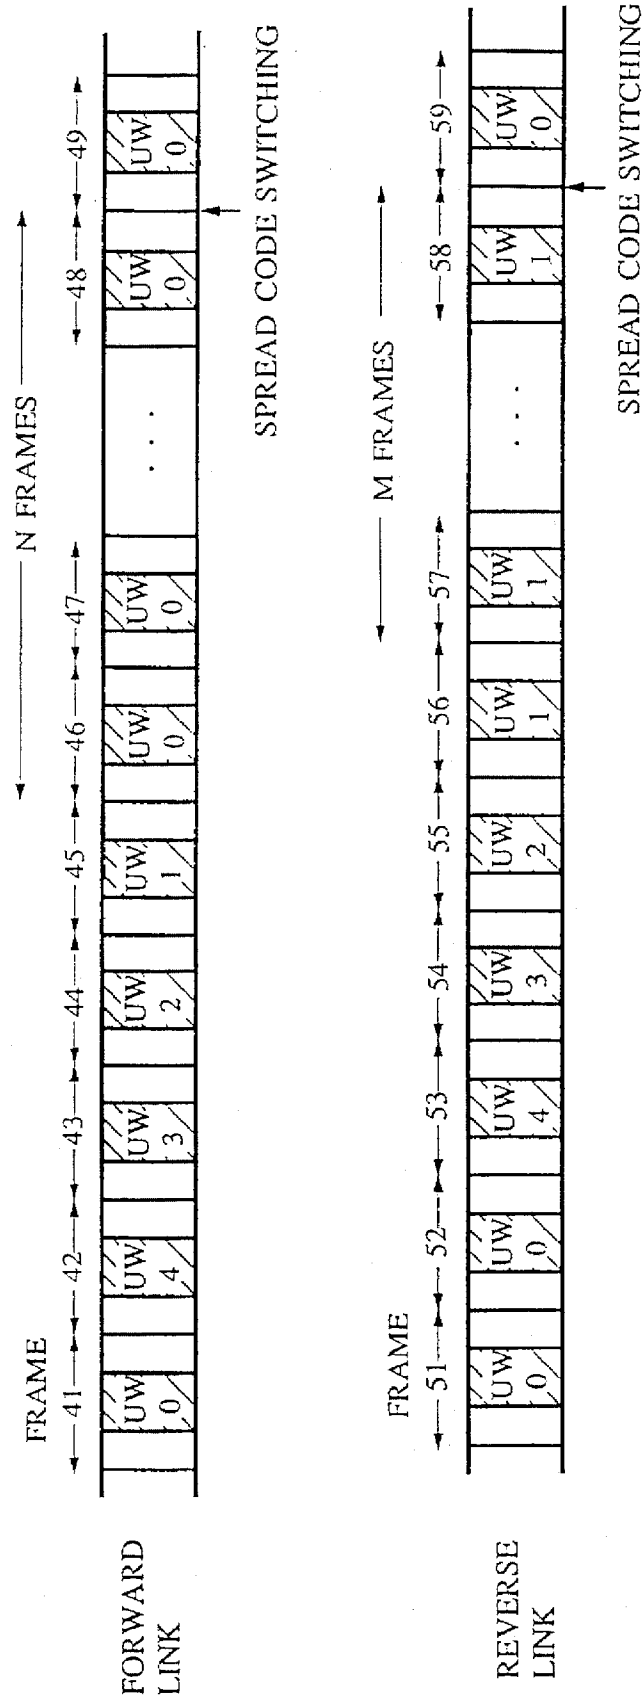 N FRAMES
FRAME
41 42 43 44 45 46 47 48 49
FORWARD
LINK
UW UW UW UW UW UW UW UW UW
0 4 3 2 1 0 0 . . . 0 0
SPREAD CODE SWITCHING
M FRAMES
FRAME
51 52 53 54 55 56 57 58 59
REVERSE
LINK
UW UW UW UW UW UW UW UW UW
0 0 4 3 2 1 1 . . . 1 0
SPREAD CODE SWITCHING